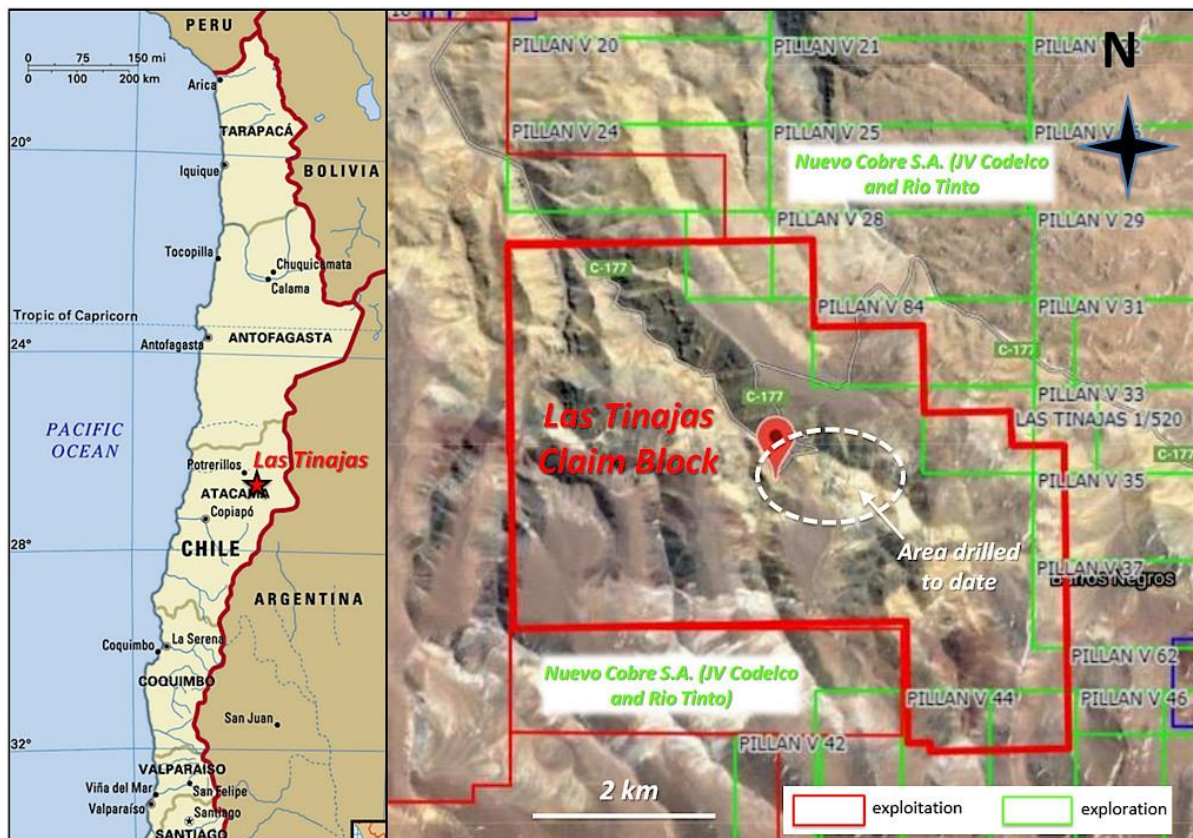 PERU
0 75 150 mi
0 100 200 km
Arica
TARAPACÁ
20°
BOLIVIA
Iquique
Tocopilla
Chuquicamata
Calama
Tropic of Capricorn
ANTOFAGASTA
Antofagasta
24°
PACIFIC
OCEAN
Potrerillos
Las Tinajas
ATACAMA
Copiapó
CHILE
28°
ARGENTINA
La Serena
Coquimbo
COQUIMBO
San Juan
32°
VALPARAISO
Viña del Mar
San Felipe
Valparaíso
Santiago
SANTIAGO
PILLAN V 20
PILLAN V 21
N
PILLAN V 24
PILLAN V 25
Nuevo Cobre S.A. (JV Codelco
and Rio Tinto
PILLAN V 28
PILLAN V 29
C-177
PILLAN V 84
PILLAN V 31
C-177
C-177
PILLAN V 33
LAS TINAJAS 1/520
Las Tinajas
Claim Block
PILLAN V 35
Area drilled
to date
PILLAN V 37
Barros Negros
PILLAN V 62
Nuevo Cobre S.A. (JV Codelco
and Rio Tinto)
PILLAN V 44
PILLAN V 46
PILLAN V 42
2 km
exploitation
exploration